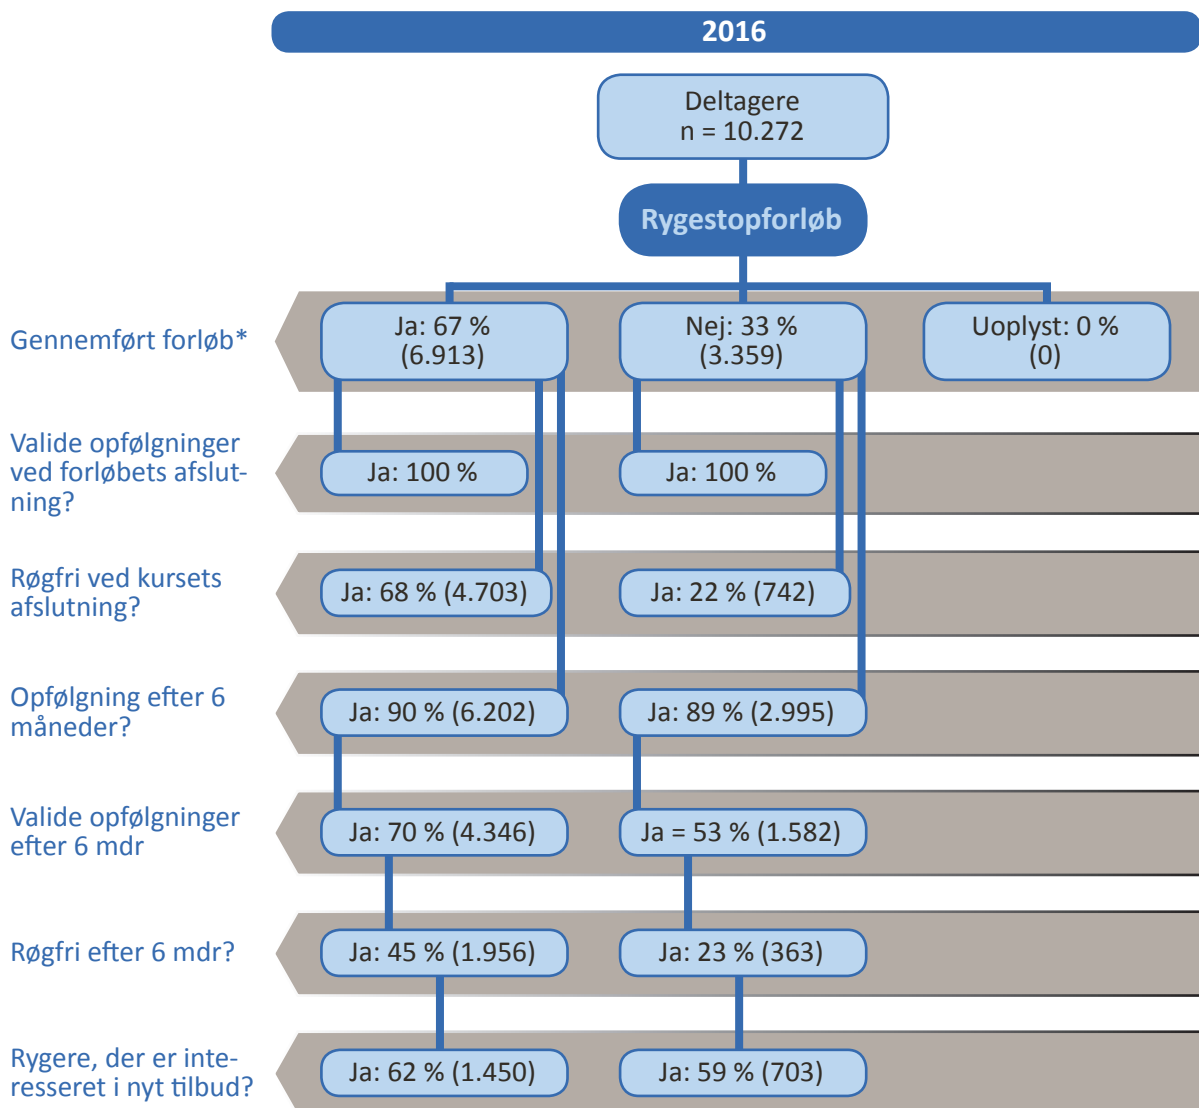 2016
Deltagere
n = 10.272
Rygestopforløb
Gennemført forløb*
Ja: 67 %
(6.913)
Nej: 33 %
(3.359)
Uoplyst: 0 %
(0)
Valide opfølgninger
ved forløbets afslut-
ning?
Ja: 100 %
Ja: 100 %
Røgfri ved kursets
afslutning?
Ja: 68 % (4.703)
Ja: 22 % (742)
Opfølgning efter 6
måneder?
Ja: 90 % (6.202)
Ja: 89 % (2.995)
Valide opfølgninger
efter 6 mdr
Ja: 70 % (4.346)
Ja = 53 % (1.582)
Røgfri efter 6 mdr?
Ja: 45 % (1.956)
Ja: 23 % (363)
Rygere, der er inte-
resseret i nyt tilbud?
Ja: 62 % (1.450)
Ja: 59 % (703)